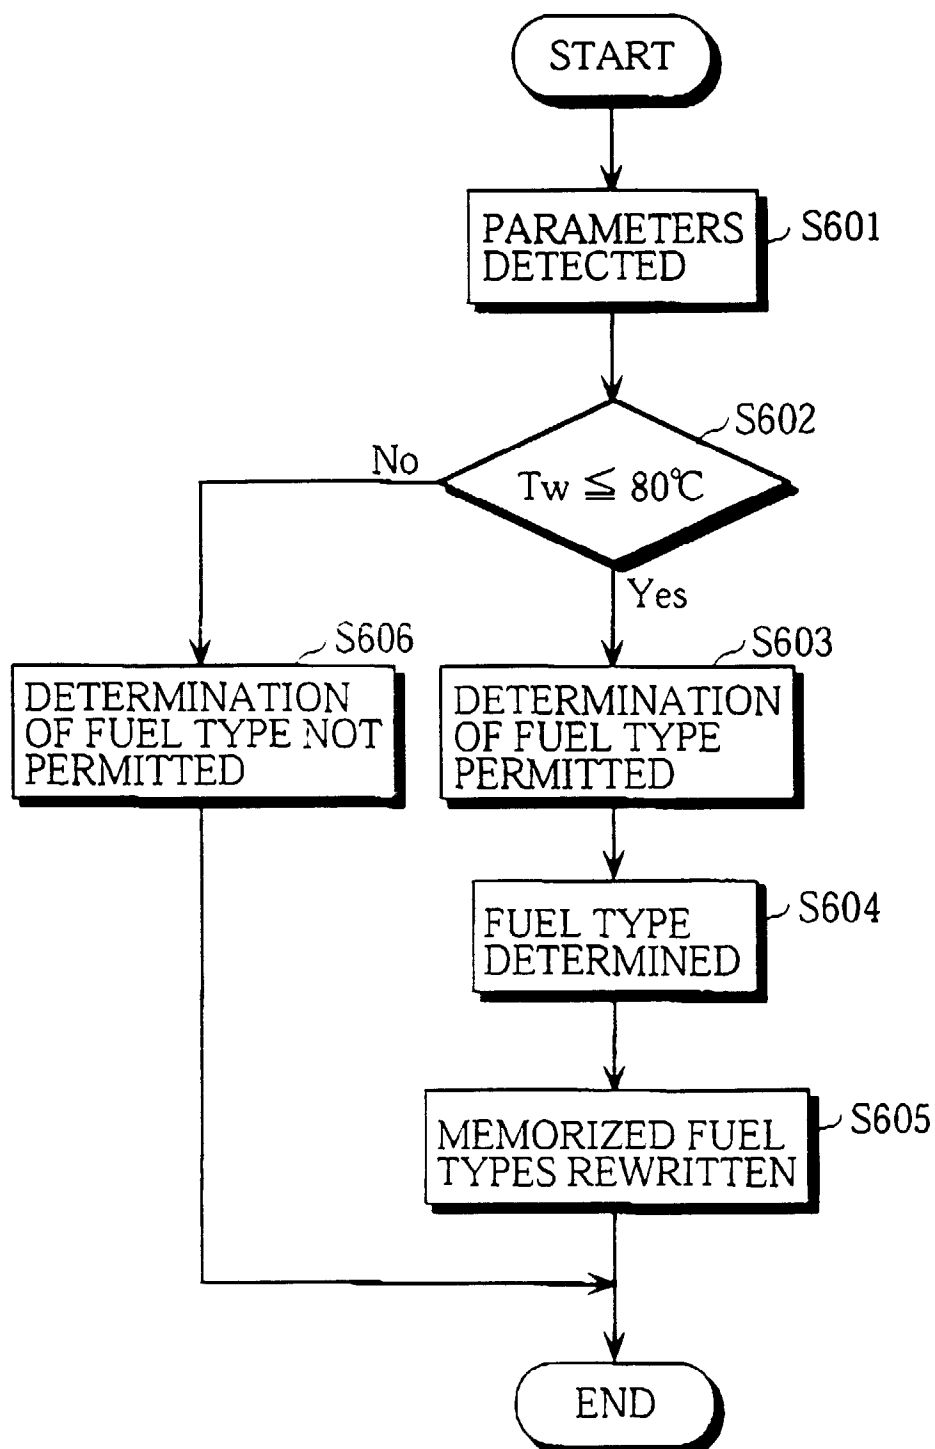 START
PARAMETERS
DETECTED
S601
S602
Tw ≦ 80℃
No
Yes
S606
DETERMINATION
OF FUEL TYPE NOT
PERMITTED
S603
DETERMINATION
OF FUEL TYPE
PERMITTED
FUEL TYPE
DETERMINED
S604
MEMORIZED FUEL
TYPES REWRITTEN
S605
END